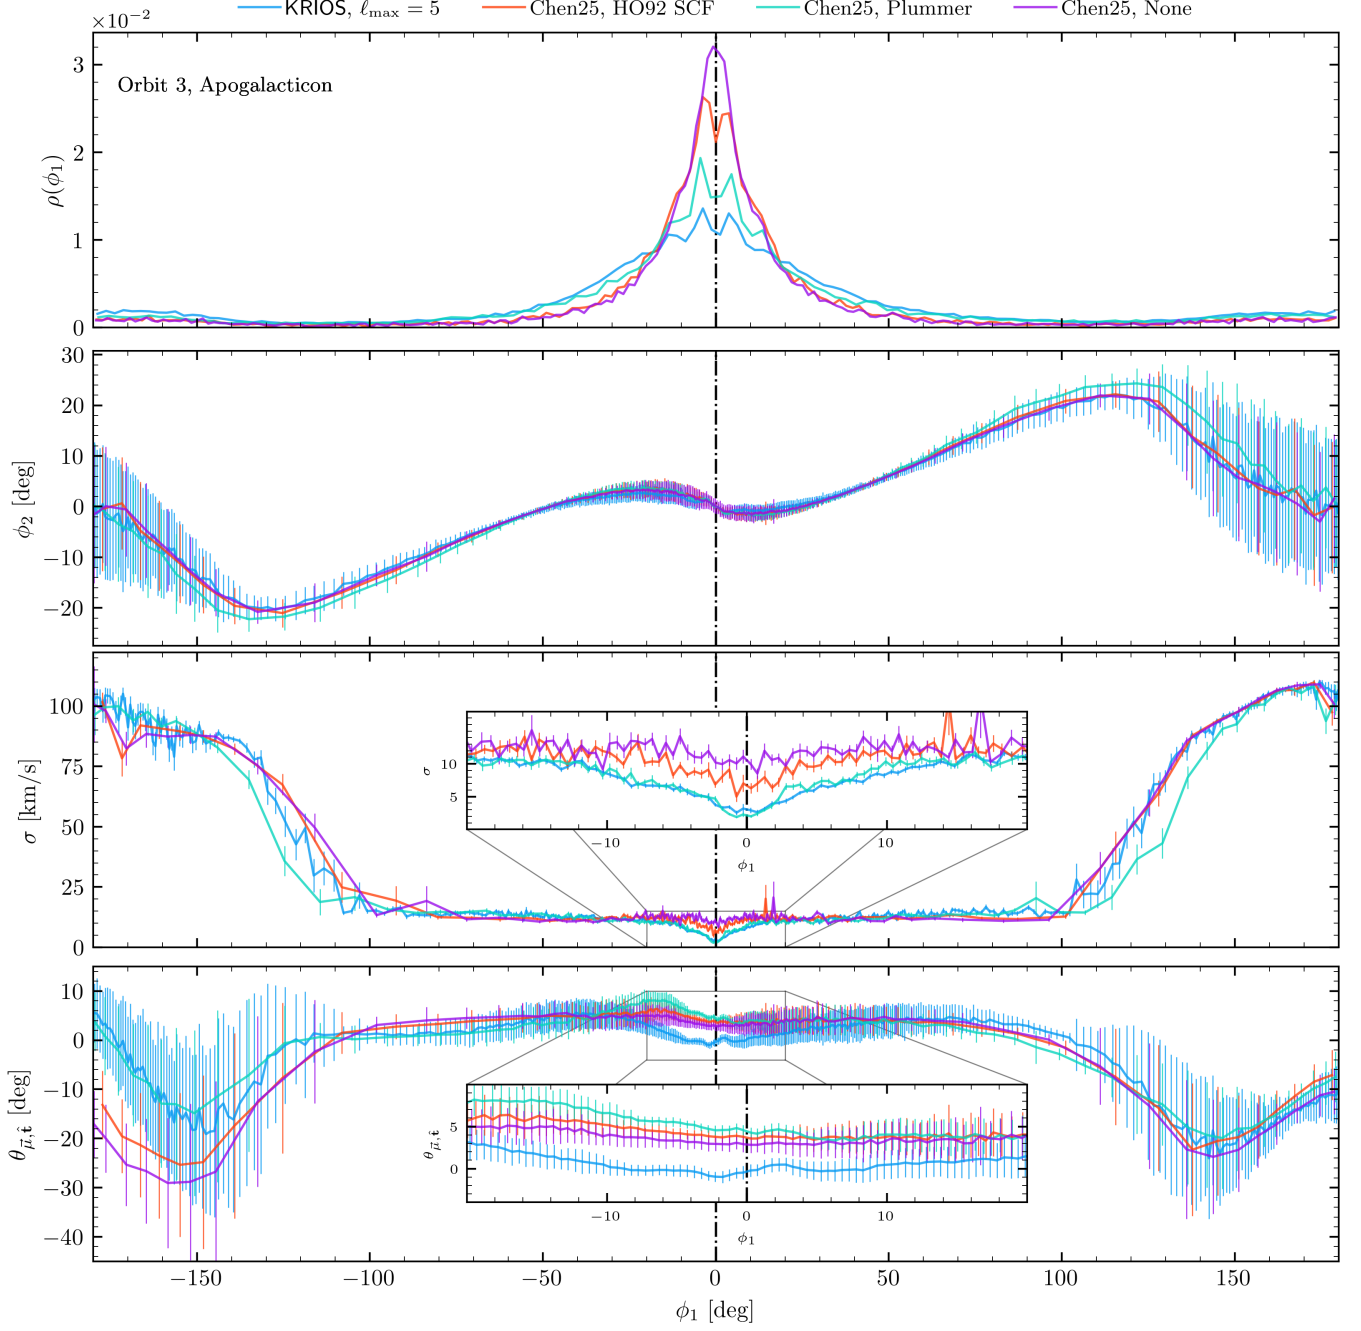 KRIOS, ℓmax = 5 Chen25, HO92 SCF Chen25, Plummer Chen25, None
×10−2
Orbit 3, Apogalacticon
3
2
1
0
ρ(ϕ1)
30
20
10
0
−10
−20
ϕ2 [deg]
100
75
50
25
0
σ [km/s]
10
5
σ
−10 0 10
ϕ1
10
0
−10
−20
−30
−40
θμ⃗,t̂ [deg]
5
0
θμ⃗,t̂
−10 0 10
ϕ1
−150 −100 −50 0 50 100 150
ϕ1 [deg]